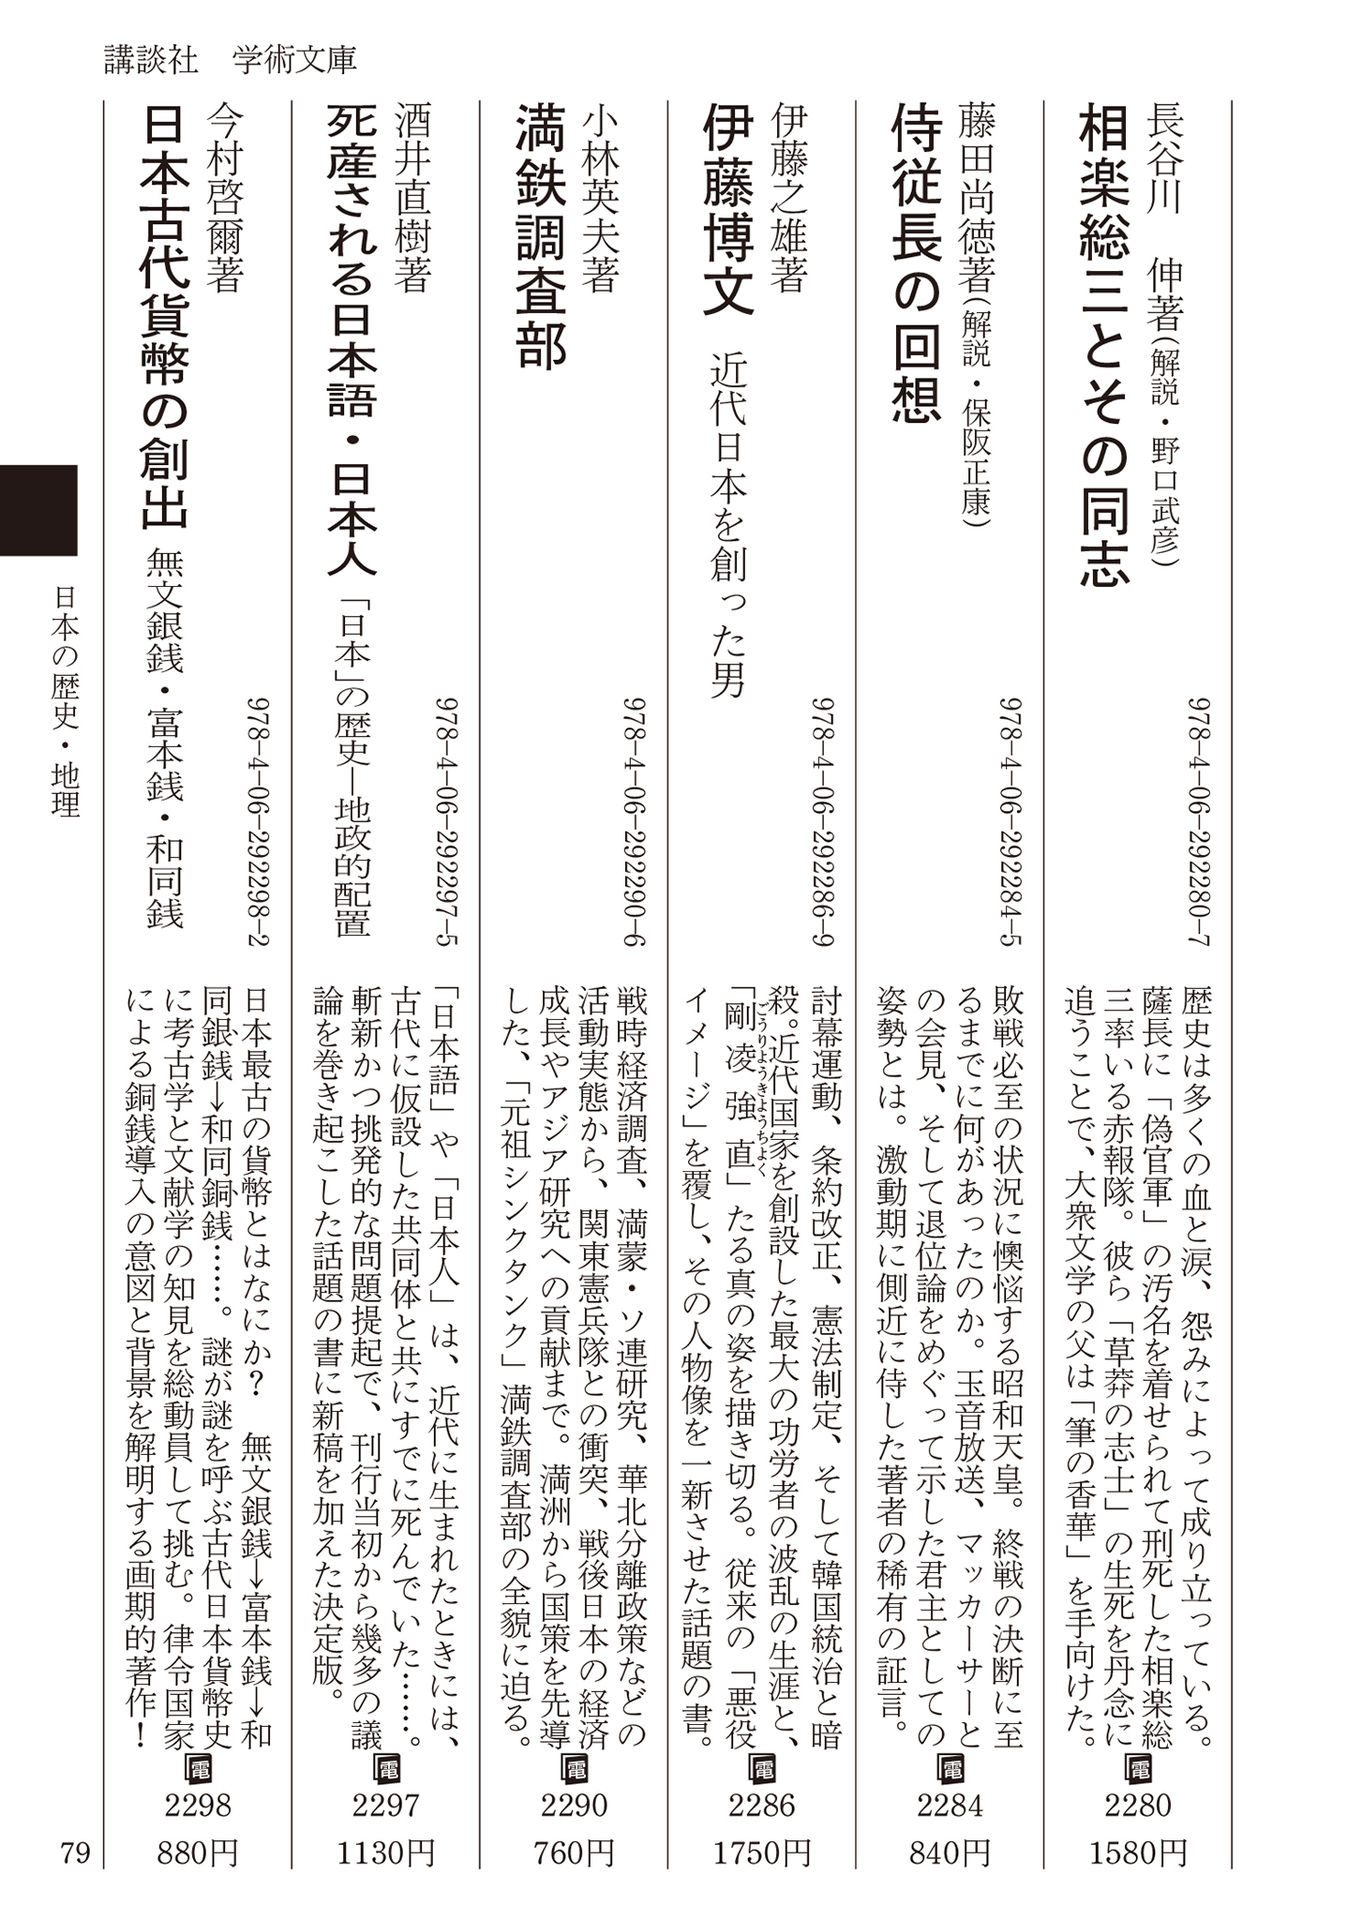 講談社　学術文庫
長谷川　伸著（解説・野口武彦）
相楽総三とその同志
978-4-06-292280-7
歴史は多くの血と涙、怨みによって成り立っている。
薩長に「偽官軍」の汚名を着せられて刑死した相楽総
三率いる赤報隊。彼ら「草莽の志士」の生死を丹念に
追うことで、大衆文学の父は「筆の香華」を手向けた。
電
2280
1580円
藤田尚徳著（解説・保阪正康）
侍従長の回想
978-4-06-292284-5
敗戦必至の状況に懊悩する昭和天皇。終戦の決断に至
るまでに何があったのか。玉音放送、マッカーサーと
の会見、そして退位論をめぐって示した君主としての
姿勢とは。激動期に側近に侍した著者の稀有の証言。
電
2284
840円
伊藤之雄著
伊藤博文　近代日本を創った男
978-4-06-292286-9
討幕運動、条約改正、憲法制定、そして韓国統治と暗
殺。近代国家を創設した最大の功労者の波乱の生涯と、
「剛凌強直」たる真の姿を描き切る。従来の「悪役
ごうりようきようちよく
イメージ」を覆し、その人物像を一新させた話題の書。
電
2286
1750円
小林英夫著
満鉄調査部
978-4-06-292290-6
戦時経済調査、満蒙・ソ連研究、華北分離政策などの
活動実態から、関東憲兵隊との衝突、戦後日本の経済
成長やアジア研究への貢献まで。満洲から国策を先導
した、「元祖シンクタンク」満鉄調査部の全貌に迫る。
電
2290
760円
酒井直樹著
死産される日本語・日本人　「日本」の歴史―地政的配置
978-4-06-292297-5
「日本語」や「日本人」は、近代に生まれたときには、
古代に仮設した共同体と共にすでに死んでいた……。
斬新かつ挑発的な問題提起で、刊行当初から幾多の議
論を巻き起こした話題の書に新稿を加えた決定版。
電
2297
1130円
今村啓爾著
日本古代貨幣の創出　無文銀銭・富本銭・和同銭
978-4-06-292298-2
日本最古の貨幣とはなにか？　無文銀銭→富本銭→和
同銀銭→和同銅銭……。謎が謎を呼ぶ古代日本貨幣史
に考古学と文献学の知見を総動員して挑む。律令国家
による銅銭導入の意図と背景を解明する画期的著作！
電
2298
880円
日本の歴史・地理
79